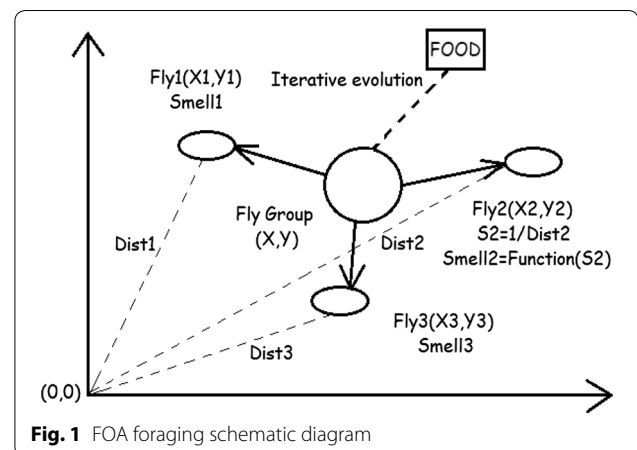 FOOD
Iterative evolution
Fly1(X1,Y1)
Smell1
Fly Group
(X,Y)
Fly2(X2,Y2)
S2=1/Dist2
Smell2=Function(S2)
Dist1
Dist2
Fly3(X3,Y3)
Smell3
Dist3
(0,0)
Fig. 1 FOA foraging schematic diagram